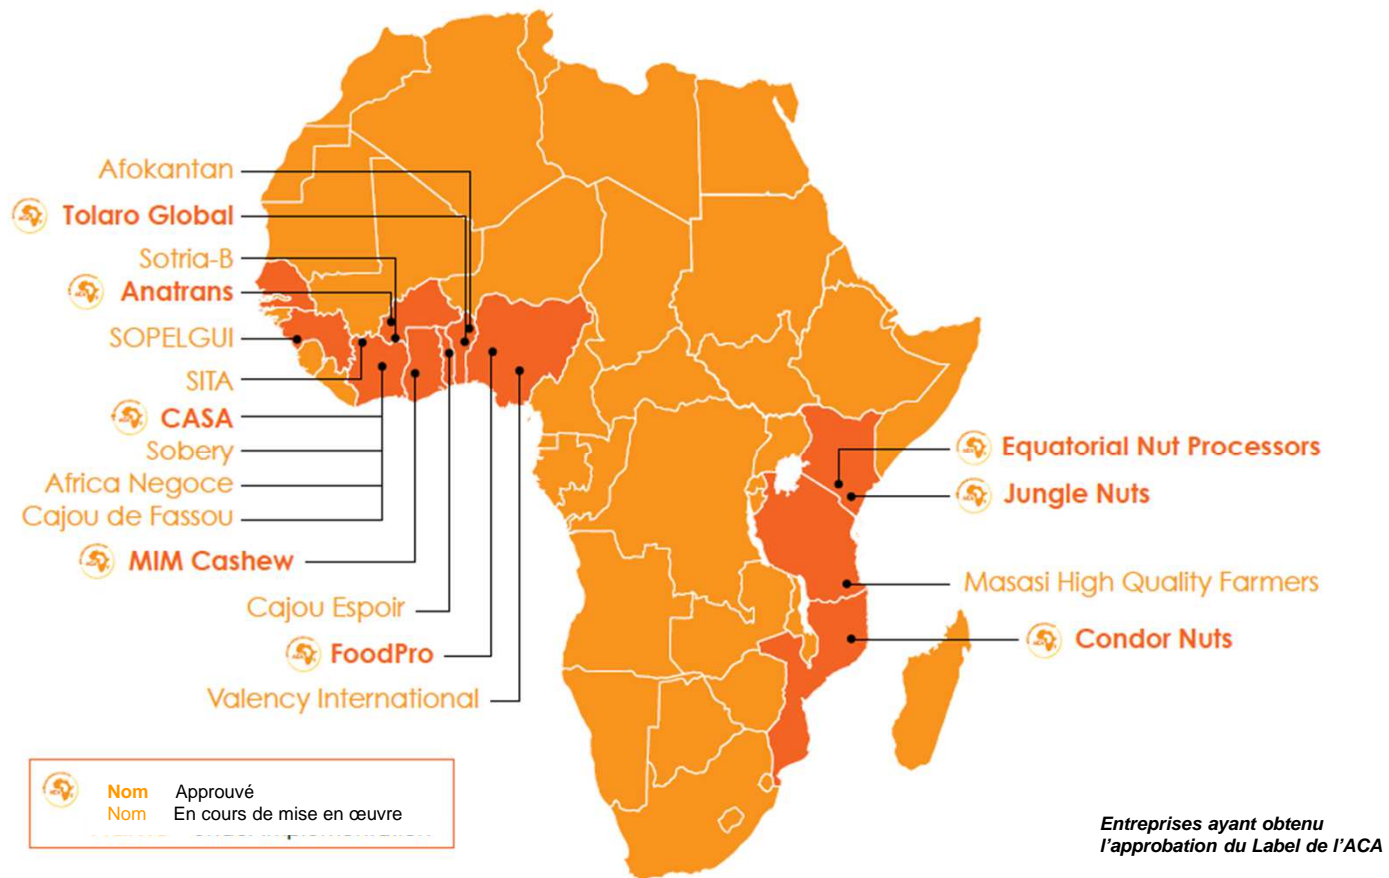 Afokantan
Tolaro Global
Sotria-B
Anatrans
SOPELGUI
SITA
CASA
Sobery
Africa Negoce
Cajou de Fassou
MIM Cashew
Cajou Espoir
FoodPro
Valency International
Equatorial Nut Processors
Jungle Nuts
Masasi High Quality Farmers
Condor Nuts
Nom Approuvé
Nom En cours de mise en œuvre
Entreprises ayant obtenu
l'approbation du Label de l'ACA